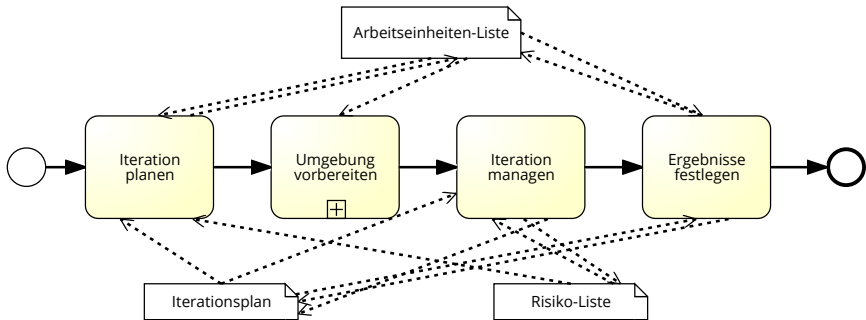 Arbeitseinheiten-Liste
Iteration
planen
Umgebung
vorbereiten
Iteration
managen
Ergebnisse
festlegen
Iterationsplan
Risiko-Liste